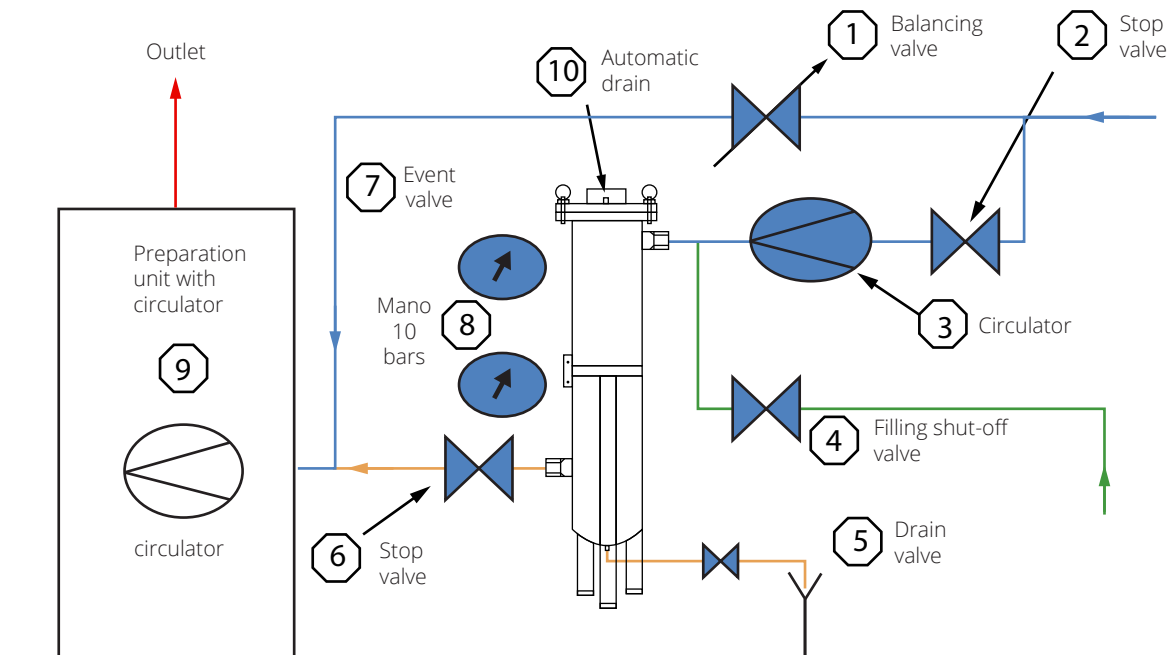 Outlet
10
Automatic
drain
1
Balancing
valve
2
Stop
valve
7
Event
valve
Preparation
unit with
circulator
9
circulator
Mano
10
bars
8
3
Circulator
4
Filling shut-off
valve
6
Stop
valve
5
Drain
valve